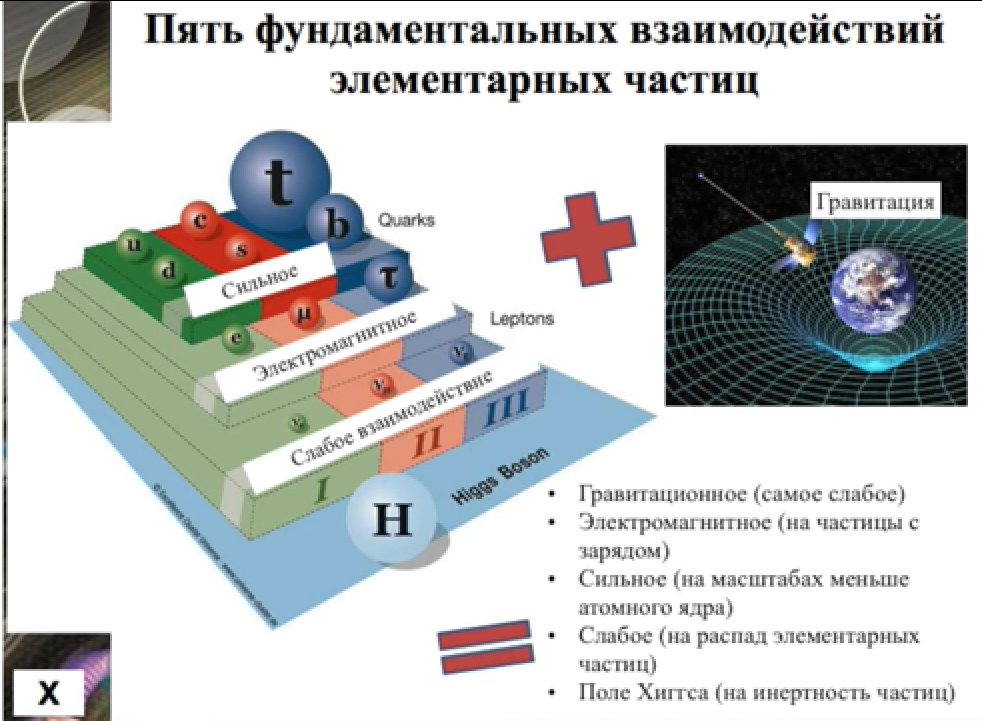 Пять фундаментальных взаимодействий
элементарных частиц
t
c
b
Quarks
u
s
d
τ
Сильное
Гравитация
μ
e
Электромагнитное
Leptons
Слабое взаимодействие
I
II
III
H
Higgs Boson
• Гравитационное (самое слабое)
• Электромагнитное (на частицы с
зарядом)
• Сильное (на масштабах меньше
атомного ядра)
• Слабое (на распад элементарных
частиц)
• Поле Хиггса (на инертность частиц)
X